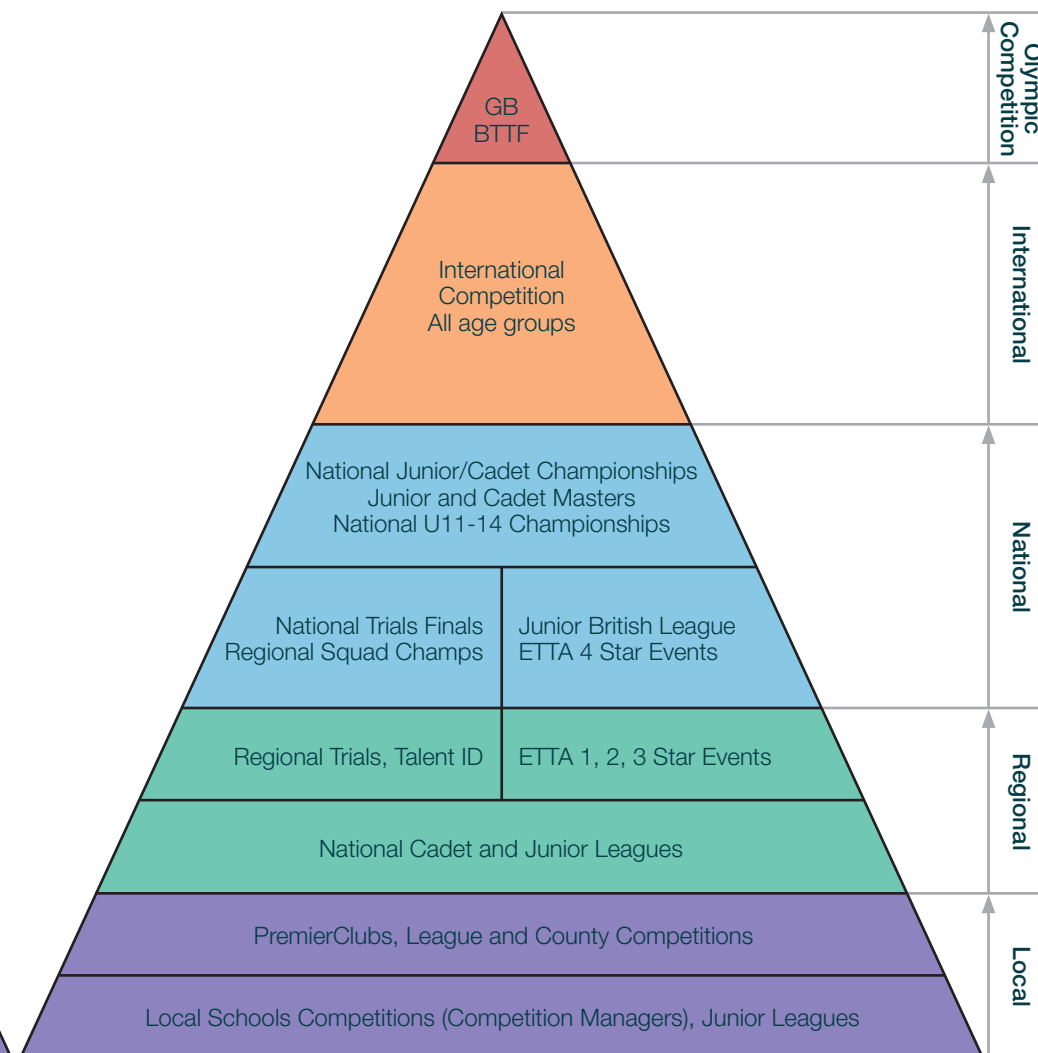 GB
BTTF
Olympic
Competition
International
Competition
All age groups
International
National Junior/Cadet Championships
Junior and Cadet Masters
National U11-14 Championships
National Trials Finals
Regional Squad Champs
Junior British League
ETTA 4 Star Events
National
Regional Trials, Talent ID
ETTA 1, 2, 3 Star Events
National Cadet and Junior Leagues
Regional
PremierClubs, League and County Competitions
Local Schools Competitions (Competition Managers), Junior Leagues
Local